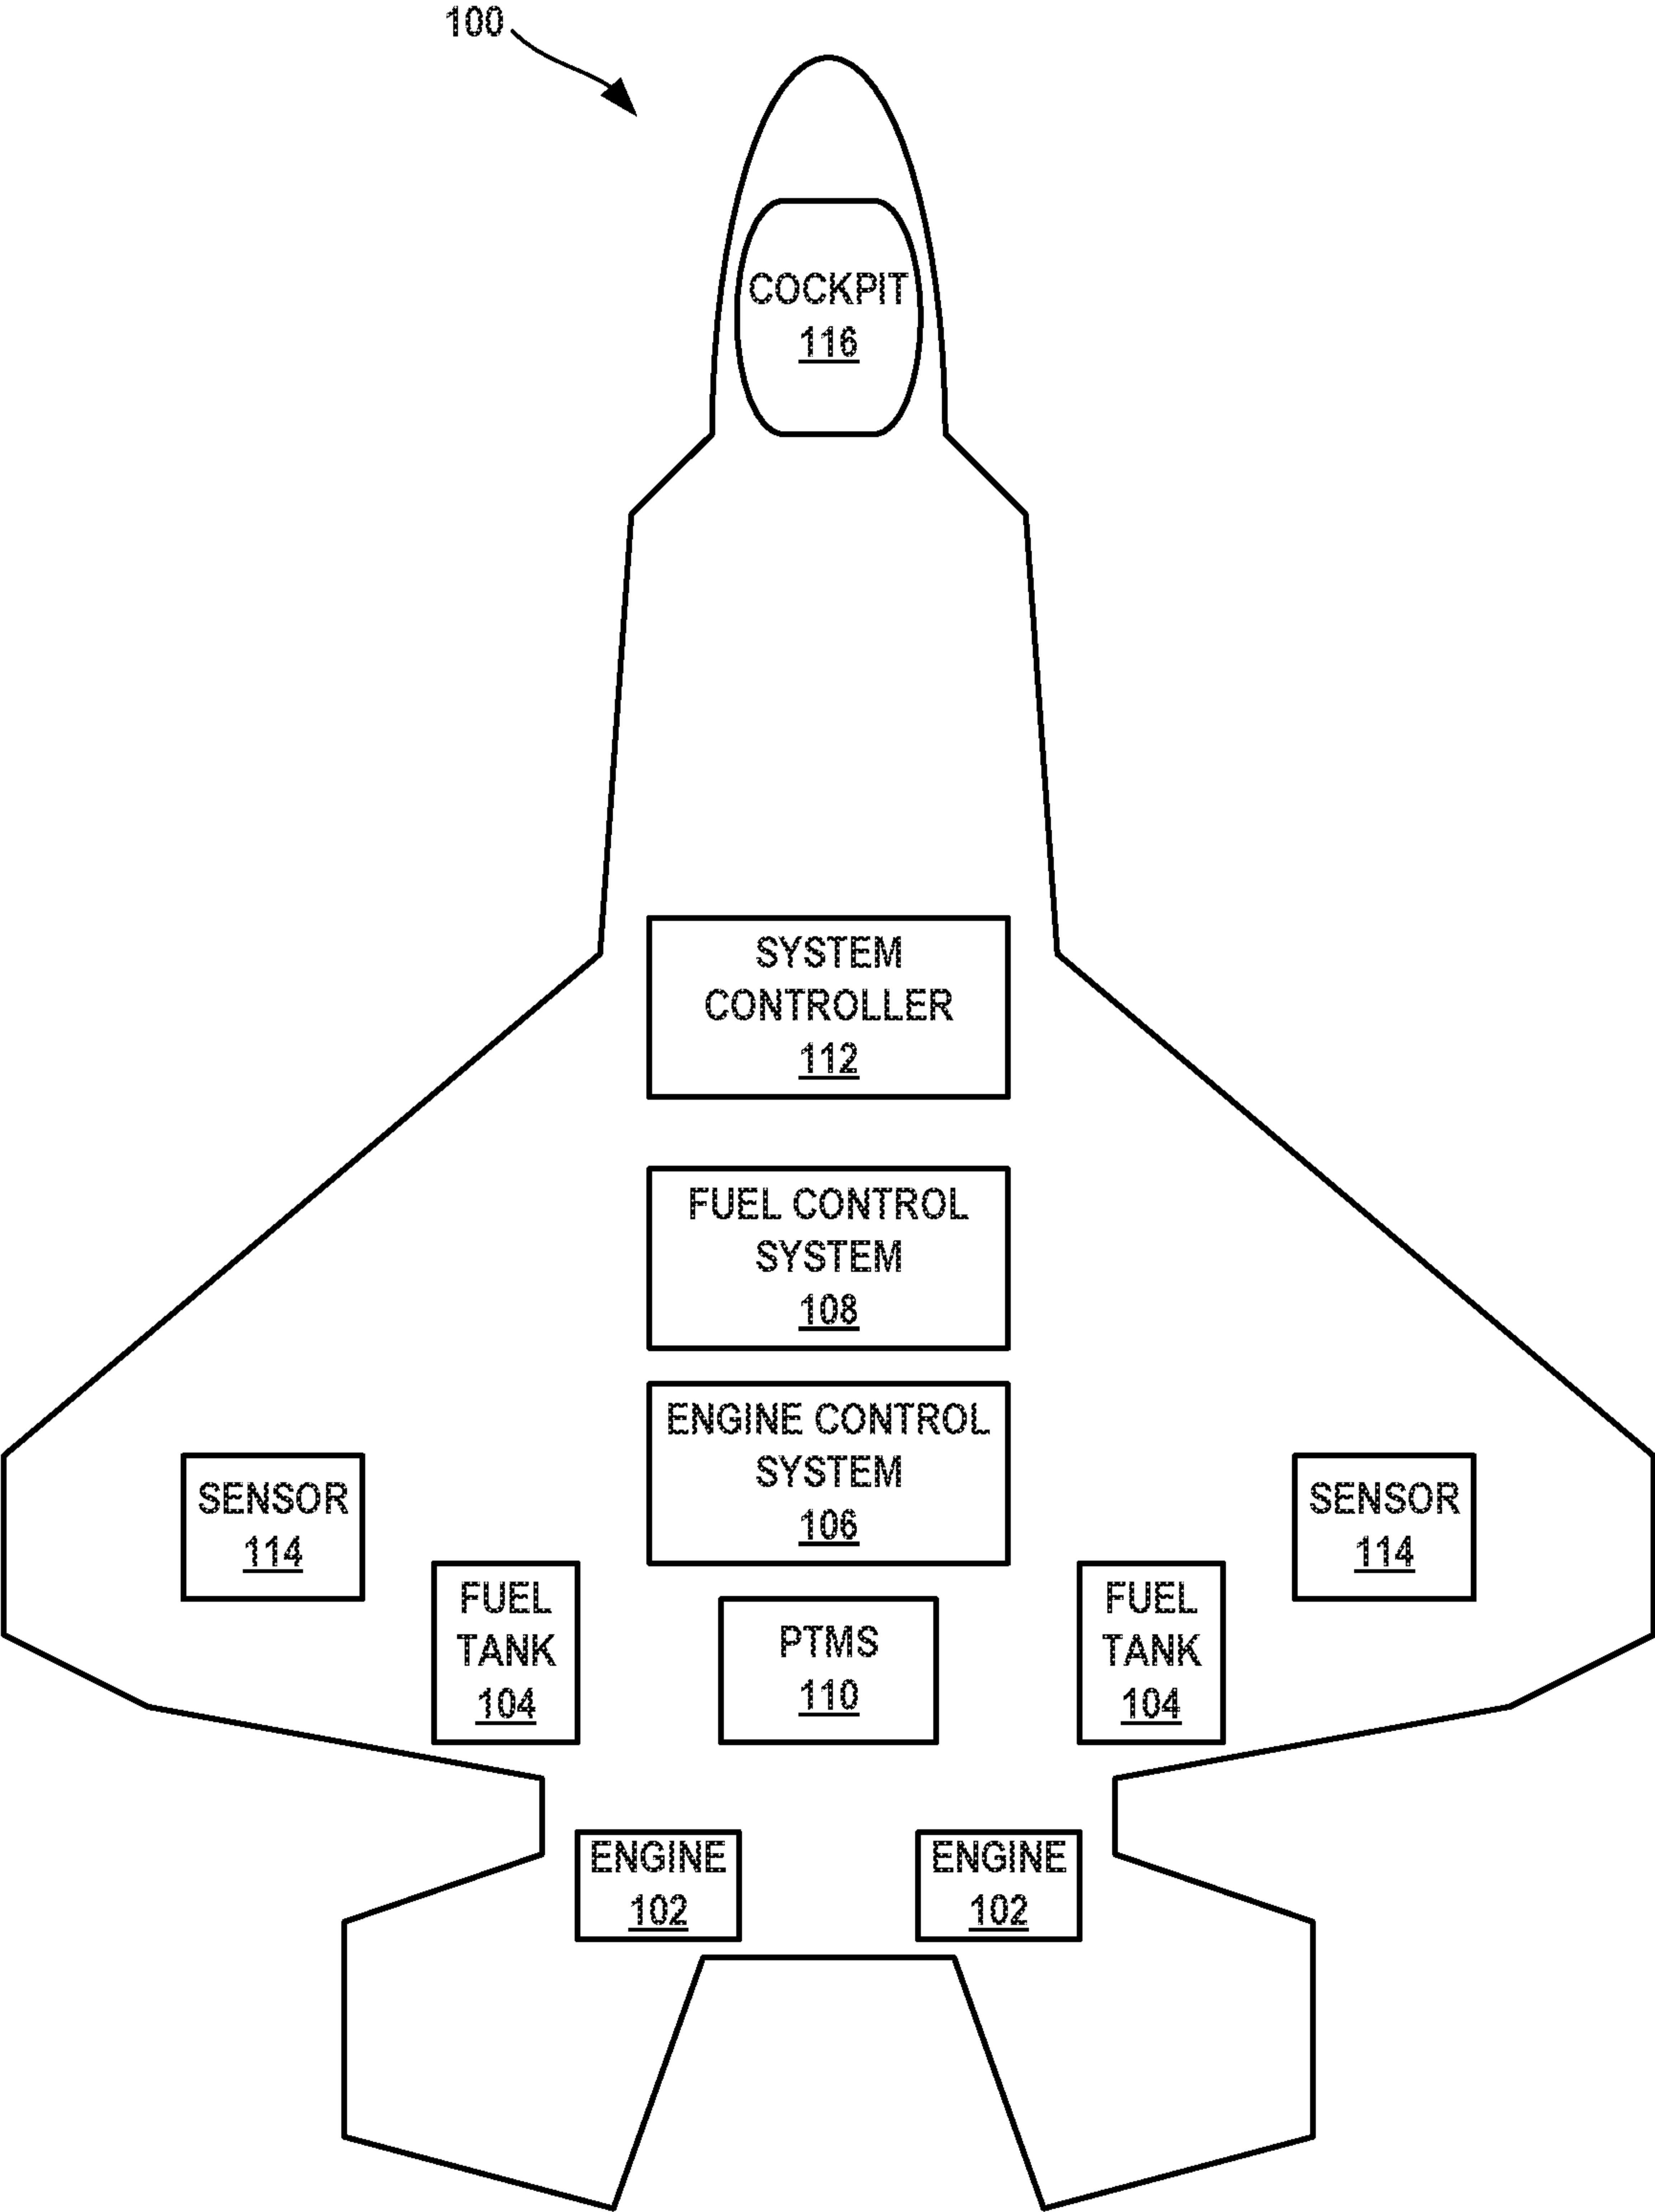 100
COCKPIT
116
SYSTEM
CONTROLLER
112
FUEL CONTROL
SYSTEM
108
ENGINE CONTROL
SYSTEM
106
SENSOR
114
SENSOR
114
FUEL
TANK
104
PTMS
110
FUEL
TANK
104
ENGINE
102
ENGINE
102